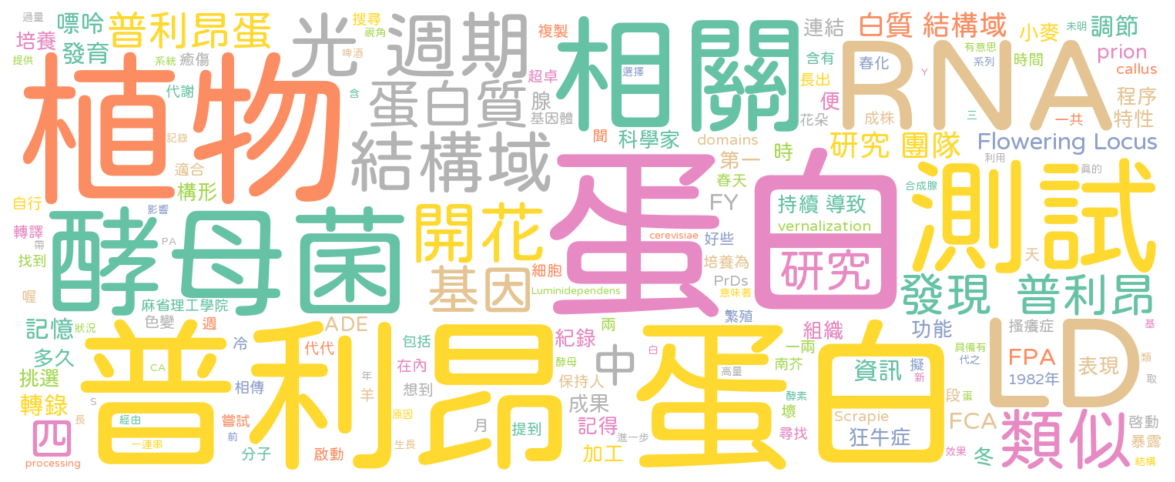 過量
嘌呤
普利昂蛋
光 週期
搜尋
視角
複製
相關
連結
白質 結構域
小麥
未明
調節
培養
發育
提供
系統
癒傷
啤酒
超卓
選擇
含有
春化
有意思
系列
時間
prion
callus
植物
代謝
含
蛋白質
腺
基因體
長出
便
RNA
Y
程序
特性
花朵
成株
三
一共
記錄
結構域
聞
科學家
domains
研究 團隊
Flowering Locus
適合
構形
第一
時
利用
真的
春天
蛋白
測試
合成腺
自行
影響
酵母菌
開花
FY
持續 導致
vernalization
轉譯
帶
PA
cerevisiae
好些
研究
天
找到
基因
細胞
培養為
發現 普利昂
喔
麻省理工學院
Luminidependens
PrDs
意味著
記憶
狀況
色變
週
ADE
兩
繁殖
組織
功能
搔癢症
基
多久
冷
代代
包括
紀錄
中
一兩
LD
具備有
代之
CA
在內
酵母
白
南芥
FPA
表現
類
挑選
相傳
年
羊
想到
保持人
高量
資訊
擬
新
1982年
取
轉錄
普利昂蛋白
S
原因
成果
酵素
段
蛋
長
經由
嘗試
月
提到
記得
壞
Scrapie
FCA
類似
啓動
四
一連串
前
進一步
尋找
狂牛症
暴露
processing
分子
啟動
生長
加工
效果
冬
結構